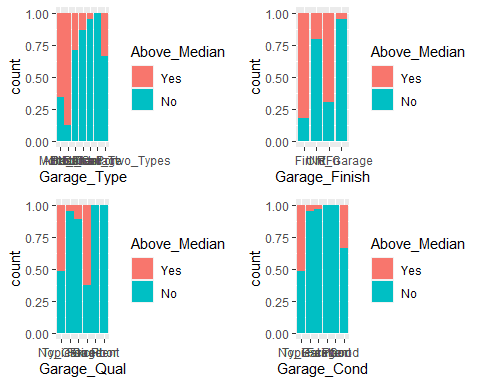 1.00
0.75
0.50
0.25
0.00
count
Garage_Type
Above_Median
Yes
No
1.00
0.75
0.50
0.25
0.00
count
Garage_Finish
Above_Median
Yes
No
1.00
0.75
0.50
0.25
0.00
count
Garage_Qual
Above_Median
Yes
No
1.00
0.75
0.50
0.25
0.00
count
Garage_Cond
Above_Median
Yes
No